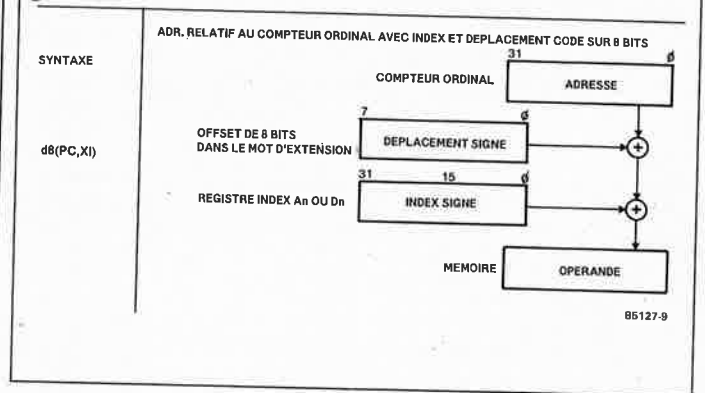 ADR. RELATIF AU COMPTEUR ORDINAL AVEC INDEX ET DEPLACEMENT CODE SUR 8 BITS
SYNTAXE
31 Ø
COMPTEUR ORDINAL ADRESSE
7 Ø
OFFSET DE 8 BITS
DANS LE MOT D'EXTENSION DEPLACEMENT SIGNE +
d8(PC,XI)
31 15 Ø
REGISTRE INDEX An OU Dn INDEX SIGNE +
MEMOIRE OPERANDE
85127-9